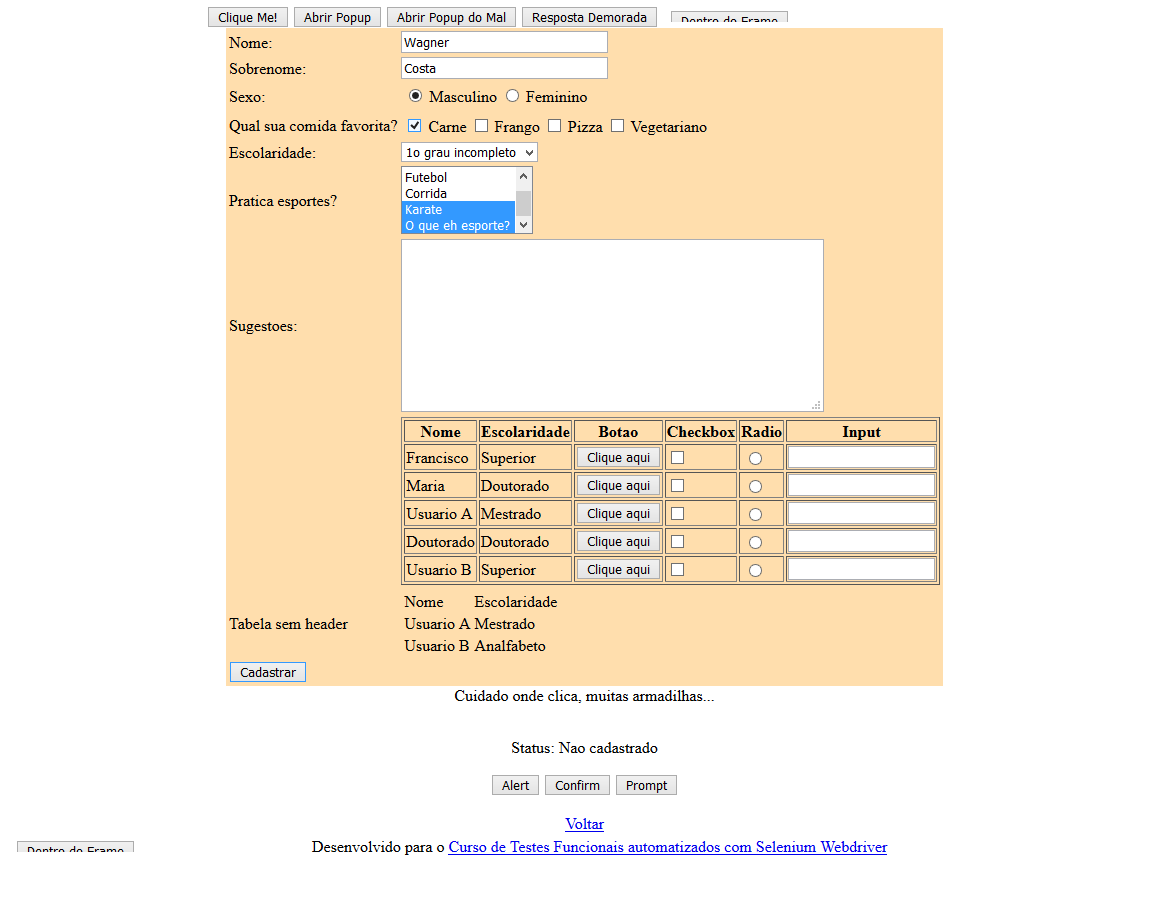 Clique Me! Abrir Popup Abrir Popup do Mal Resposta Demorada Dentro do Frame
Nome: Wagner
Sobrenome: Costa
Sexo: Masculino Feminino
Qual sua comida favorita? Carne Frango Pizza Vegetariano
Escolaridade: 1o grau incompleto
Pratica esportes?
Futebol
Corrida
Karate
O que eh esporte?
Sugestoes:
Nome Escolaridade Botao Checkbox Radio Input
Francisco Superior Clique aqui
Maria Doutorado Clique aqui
Usuario A Mestrado Clique aqui
Doutorado Doutorado Clique aqui
Usuario B Superior Clique aqui
Tabela sem header
Nome Escolaridade
Usuario A Mestrado
Usuario B Analfabeto
Cadastrar
Cuidado onde clica, muitas armadilhas...
Status: Nao cadastrado
Alert Confirm Prompt
Voltar
Dentro do Frame
Desenvolvido para o Curso de Testes Funcionais automatizados com Selenium Webdriver